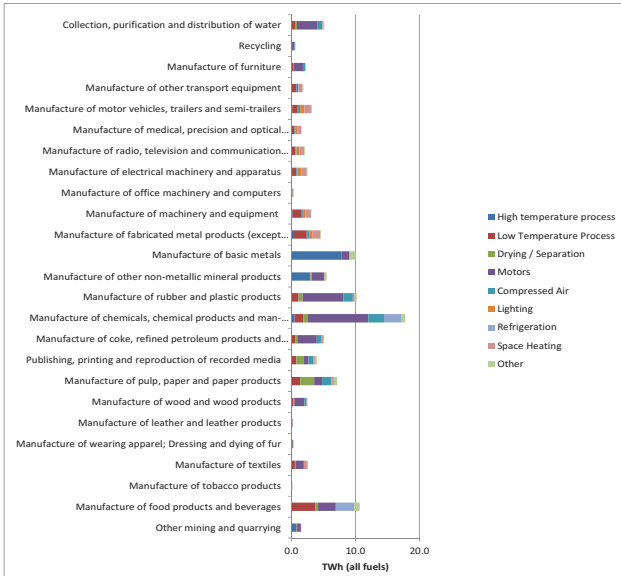 Collection, purification and distribution of water
Recycling
Manufacture of furniture
Manufacture of other transport equipment
Manufacture of motor vehicles, trailers and semi-trailers
Manufacture of medical, precision and optical...
Manufacture of radio, television and communication...
Manufacture of electrical machinery and apparatus
Manufacture of office machinery and computers
Manufacture of machinery and equipment
Manufacture of fabricated metal products (except...
Manufacture of basic metals
Manufacture of other non-metallic mineral products
Manufacture of rubber and plastic products
Manufacture of chemicals, chemical products and man-...
Manufacture of coke, refined petroleum products and...
Publishing, printing and reproduction of recorded media
Manufacture of pulp, paper and paper products
Manufacture of wood and wood products
Manufacture of leather and leather products
Manufacture of wearing apparel; Dressing and dying of fur
Manufacture of textiles
Manufacture of tobacco products
Manufacture of food products and beverages
Other mining and quarrying
0.0 10.0 20.0
TWh (all fuels)
High temperature process
Low Temperature Process
Drying / Separation
Motors
Compressed Air
Lighting
Refrigeration
Space Heating
Other